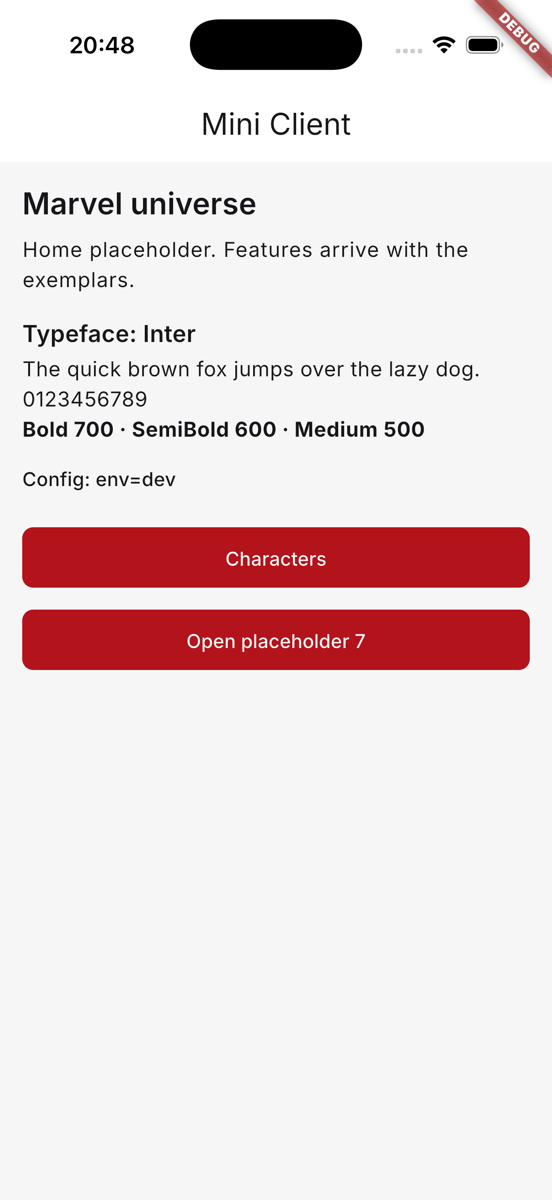 20:48
DEBUG
Mini Client
Marvel universe
Home placeholder. Features arrive with the
exemplars.
Typeface: Inter
The quick brown fox jumps over the lazy dog.
0123456789
Bold 700 · SemiBold 600 · Medium 500
Config: env=dev
Characters
Open placeholder 7